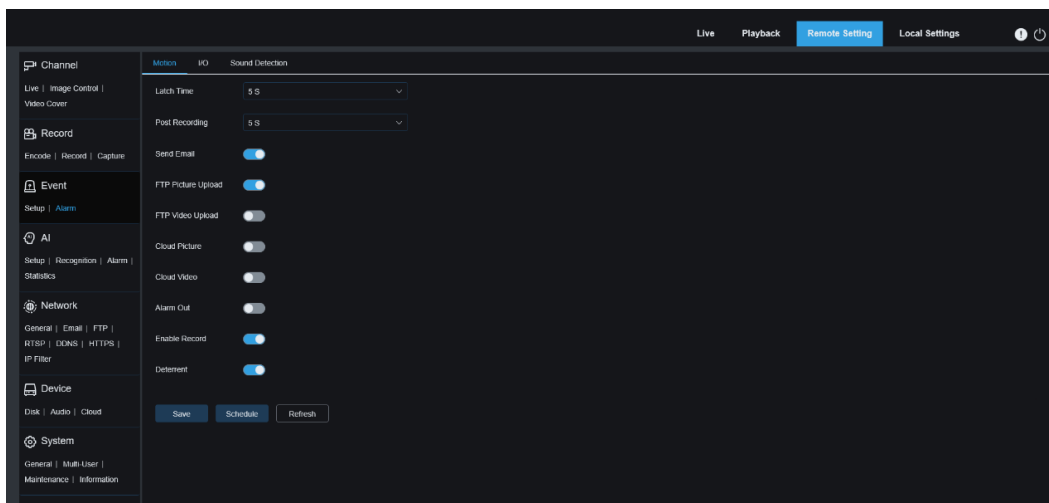 Live Playback Remote Setting Local Settings
Channel
Live | Image Control |
Video Cover
Record
Encode | Record | Capture
Event
Setup | Alarm
AI
Setup | Recognition | Alarm |
Statistics
Network
General | Email | FTP |
RTSP | DDNS | HTTPS |
IP Filter
Device
Disk | Audio | Cloud
System
General | Multi-User |
Maintenance | Information
Motion I/O Sound Detection
Latch Time 5 S
Post Recording 5 S
Send Email
FTP Picture Upload
FTP Video Upload
Cloud Picture
Cloud Video
Alarm Out
Enable Record
Deterrent
Save Schedule Refresh